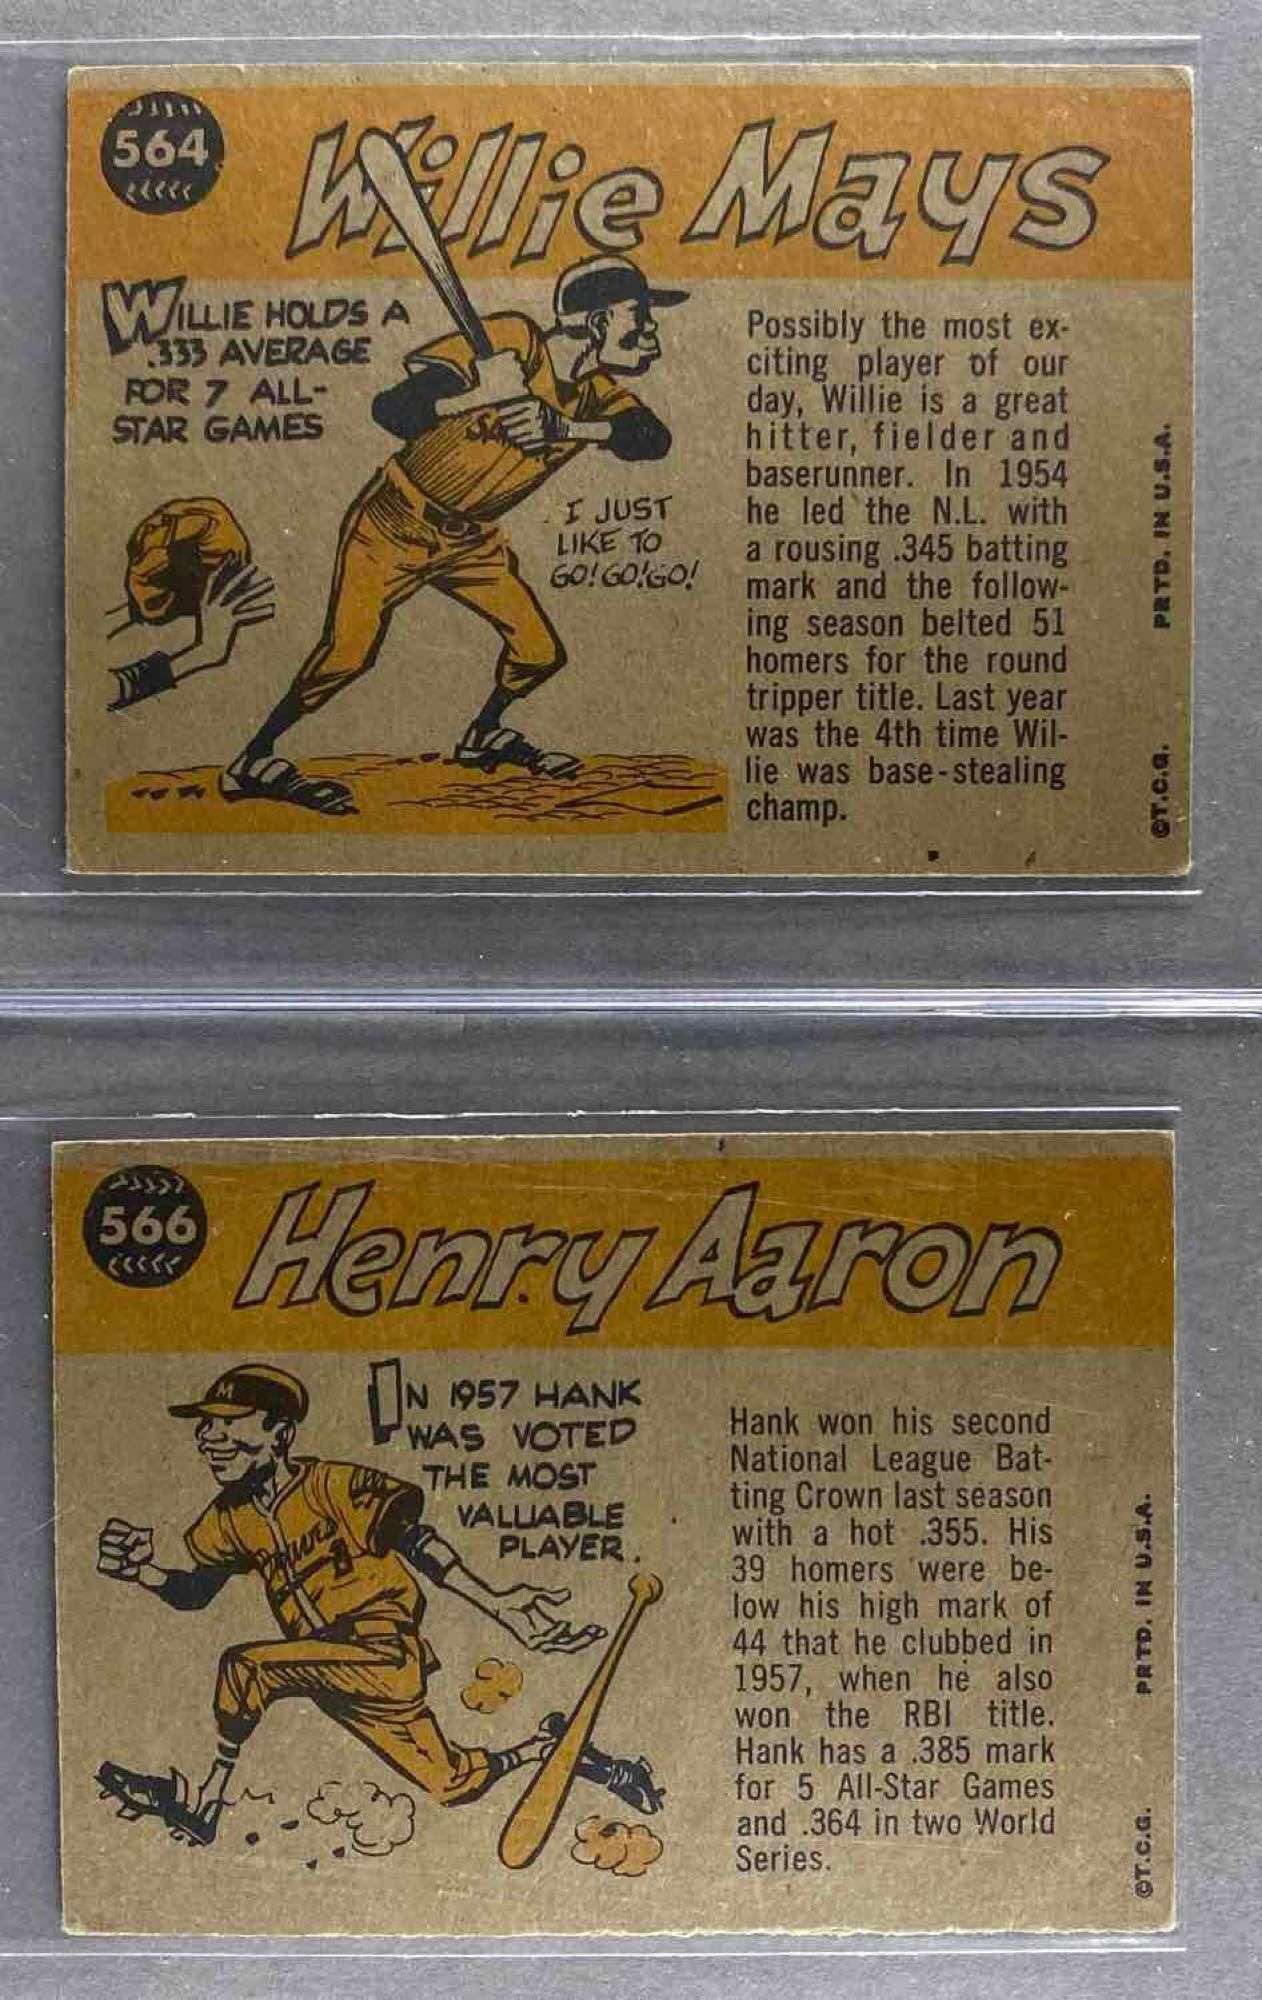 564
Willie Mays
WILLIE HOLDS A
.333 AVERAGE
FOR 7 ALL-
STAR GAMES
I JUST
LIKE TO
GO! GO! GO!
Possibly the most ex-
citing player of our
day, Willie is a great
hitter, fielder and
baserunner. In 1954
he led the N.L. with
a rousing .345 batting
mark and the follow-
ing season belted 51
homers for the round
tripper title. Last year
was the 4th time Wil-
lie was base-stealing
champ.
©T.C.G. PRTD. IN U.S.A.
566
Henry Aaron
M
Braves
IN 1957 HANK
WAS VOTED
THE MOST
VALUABLE
PLAYER.
Hank won his second
National League Bat-
ting Crown last season
with a hot .355. His
39 homers were be-
low his high mark of
44 that he clubbed in
1957, when he also
won the RBI title.
Hank has a .385 mark
for 5 All-Star Games
and .364 in two World
Series.
©T.C.G. PRTD. IN U.S.A.